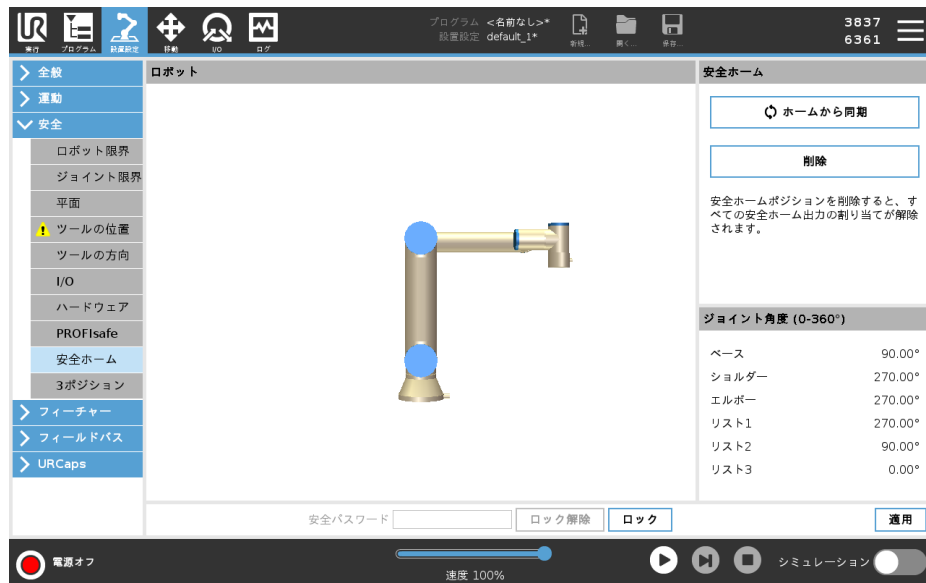 UR
実行
プログラム
設置設定
移動
I/O
ログ
プログラム <名前なし>*
設置設定 default_1*
新規...
開く...
保存...
3837
6361
全般
運動
安全
ロボット限界
ジョイント限界
平面
ツールの位置
ツールの方向
I/O
ハードウェア
PROFIsafe
安全ホーム
3ポジション
フィーチャー
フィールドバス
URCaps
ロボット
安全ホーム
ホームから同期
削除
安全ホームポジションを削除すると、す
べての安全ホーム出力の割り当てが解除
されます。
ジョイント角度 (0-360°)
ベース 90.00°
ショルダー 270.00°
エルボー 270.00°
リスト1 270.00°
リスト2 90.00°
リスト3 0.00°
安全パスワード ロック解除 ロック 適用
電源オフ
速度 100%
シミュレーション